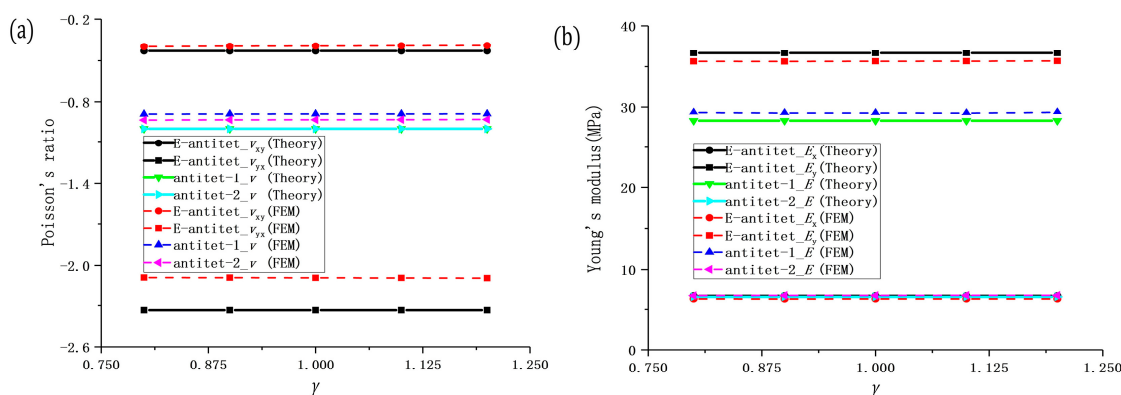 (a)
-0.2
-0.8
-1.4
-2.0
-2.6
Poisson's ratio
E-antitet_νxy (Theory)
E-antitet_νyx (Theory)
antitet-1_ν (Theory)
antitet-2_ν (Theory)
E-antitet_νxy (FEM)
E-antitet_νyx (FEM)
antitet-1_ν (FEM)
antitet-2_ν (FEM)
0.750 0.875 1.000 1.125 1.250
γ
(b)
40
30
20
10
0
Young's modulus(MPa)
E-antitet_Ex (Theory)
E-antitet_Ey (Theory)
antitet-1_E (Theory)
antitet-2_E (Theory)
E-antitet_Ex (FEM)
E-antitet_Ey (FEM)
antitet-1_E (FEM)
antitet-2_E (FEM)
0.750 0.875 1.000 1.125 1.250
γ